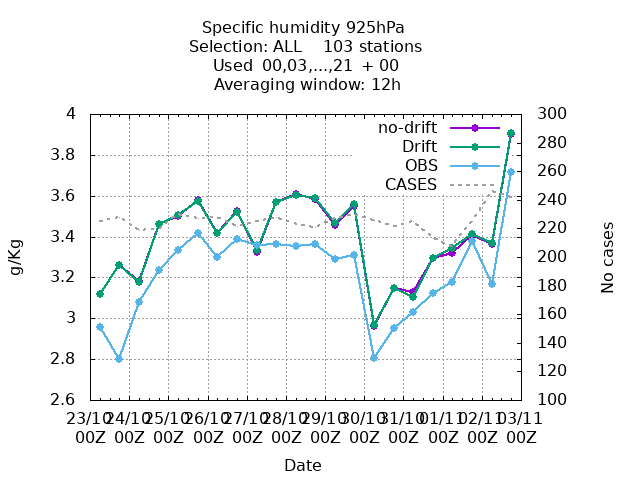 Specific humidity 925hPa
Selection: ALL    103 stations
Used  00,03,...,21  + 00
Averaging window: 12h
4
3.8
3.6
3.4
3.2
3
2.8
2.6
300
280
260
240
220
200
180
160
140
120
100
g/Kg
No cases
no-drift
Drift
OBS
CASES
23/10 24/10 25/10 26/10 27/10 28/10 29/10 30/10 31/10 01/11 02/11 03/11
00Z 00Z 00Z 00Z 00Z 00Z 00Z 00Z 00Z 00Z 00Z 00Z
Date